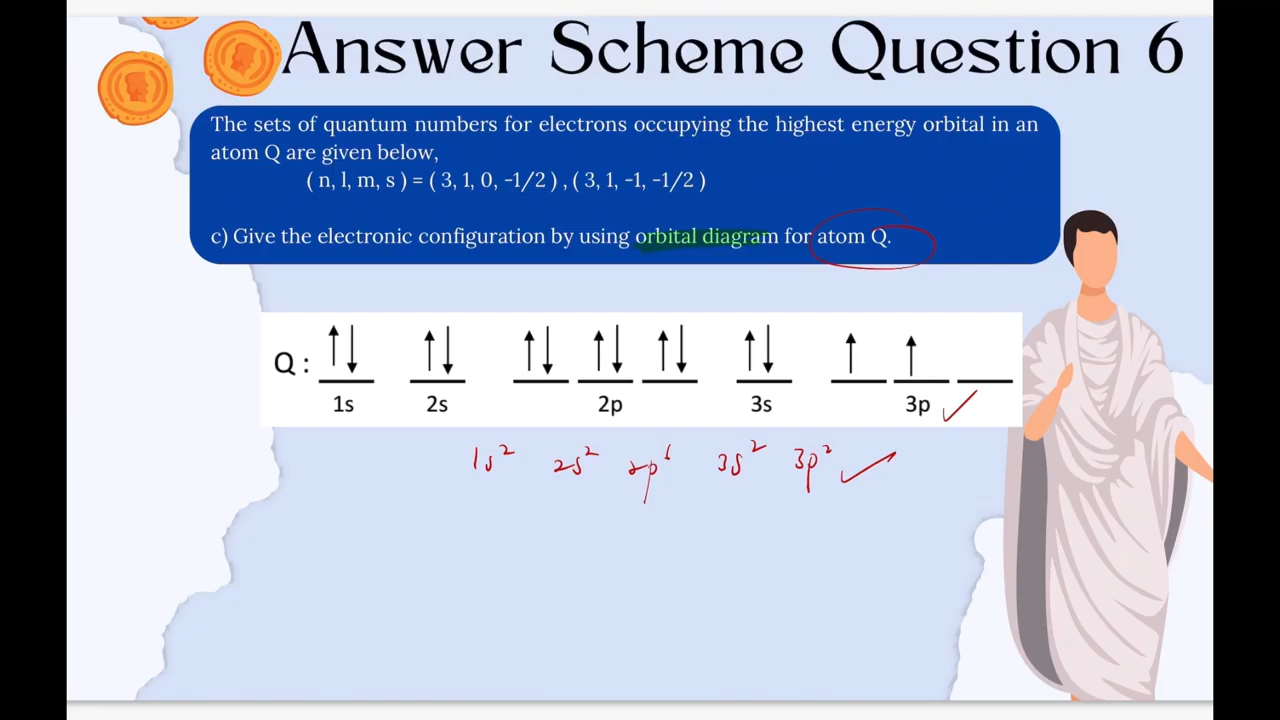 Answer Scheme Question 6
The sets of quantum numbers for electrons occupying the highest energy orbital in an
atom Q are given below,
( n, l, m, s ) = ( 3, 1, 0, -1/2 ) , ( 3, 1, -1, -1/2 )
c) Give the electronic configuration by using orbital diagram for atom Q.
Q :
1s 2s 2p 3s 3p
1s² 2s² 2p⁶ 3s² 3p²